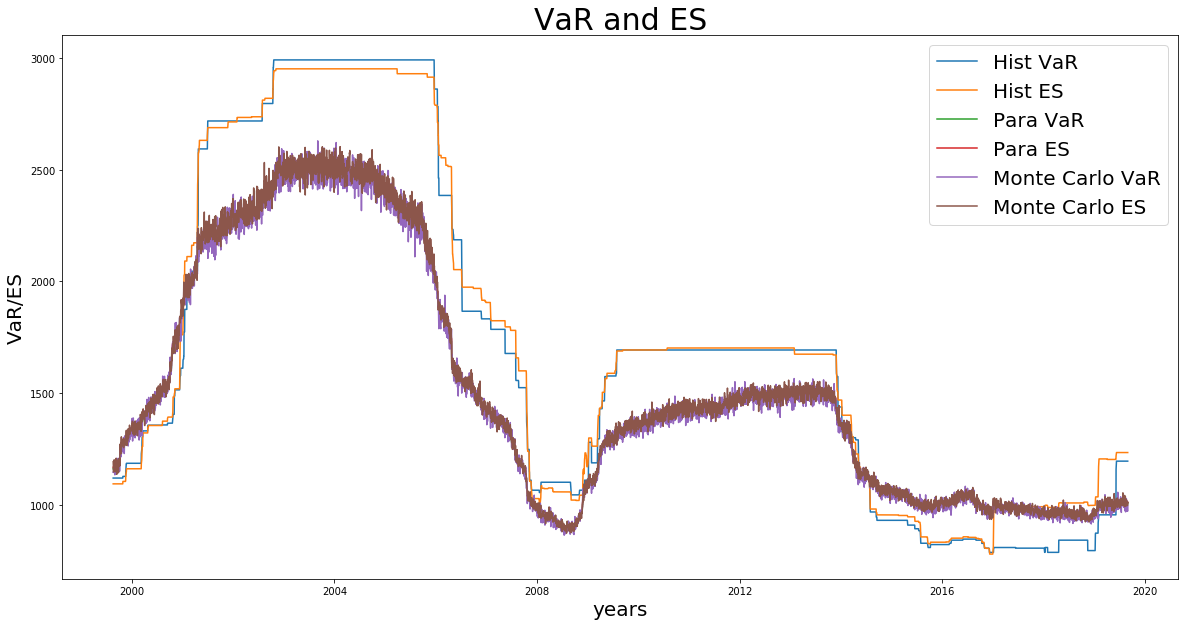 VaR and ES
3000
2500
2000
1500
1000
VaR/ES
Hist VaR
Hist ES
Para VaR
Para ES
Monte Carlo VaR
Monte Carlo ES
2000 2004 2008 2012 2016 2020
years